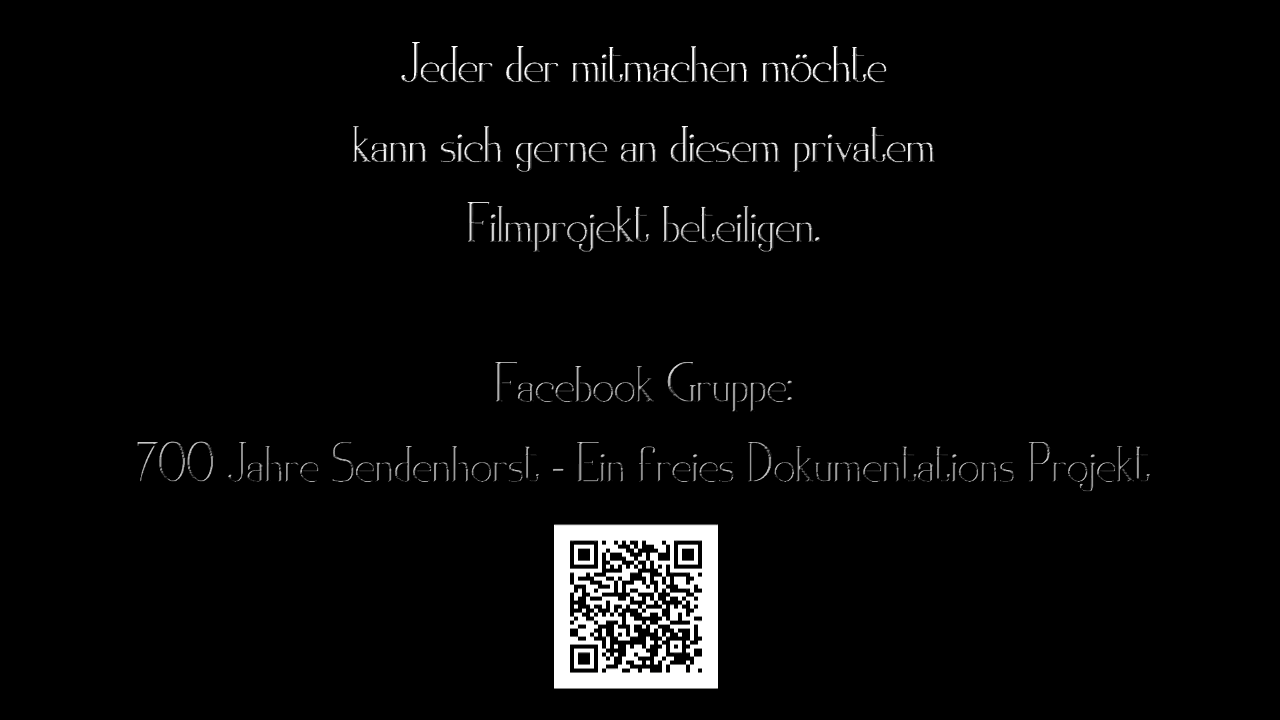 Jeder der mitmachen möchte
kann sich gerne an diesem privatem
Filmprojekt beteiligen.
Facebook Gruppe:
700 Jahre Sendenhorst - Ein freies Dokumentations Projekt